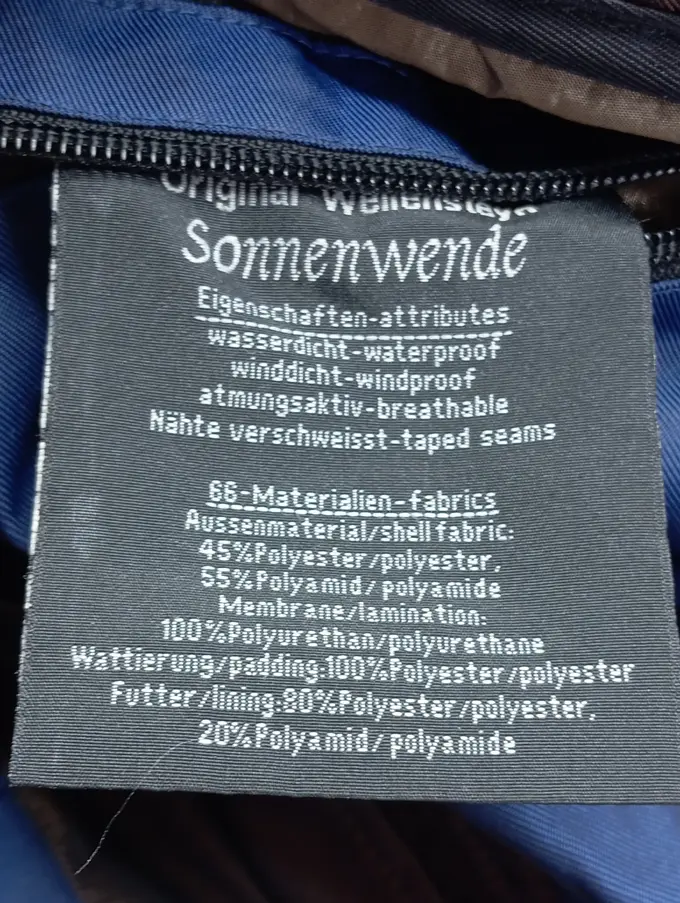 Original Wellensteyn
Sonnenwende
Eigenschaften-attributes
wasserdicht-waterproof
winddicht-windproof
atmungsaktiv-breathable
Nähte verschweisst-taped seams
66-Materialien-fabrics
Aussenmaterial/shell fabric:
45%Polyester/polyester,
55%Polyamid/polyamide
Membrane/lamination:
100%Polyurethan/polyurethane
Wattierung/padding:100%Polyester/polyester
Futter/lining:80%Polyester/polyester,
20%Polyamid/polyamide